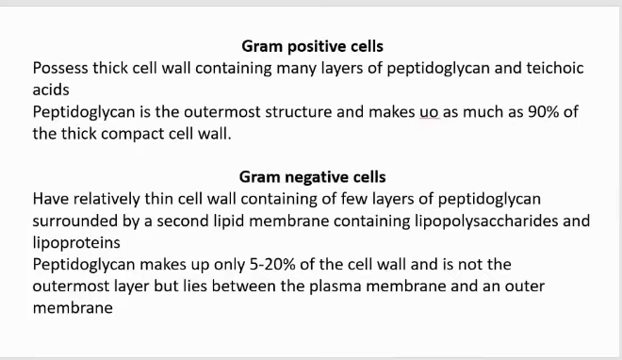 Gram positive cells
Possess thick cell wall containing many layers of peptidoglycan and teichoic
acids
Peptidoglycan is the outermost structure and makes uo as much as 90% of
the thick compact cell wall.
Gram negative cells
Have relatively thin cell wall containing of few layers of peptidoglycan
surrounded by a second lipid membrane containing lipopolysaccharides and
lipoproteins
Peptidoglycan makes up only 5-20% of the cell wall and is not the
outermost layer but lies between the plasma membrane and an outer
membrane